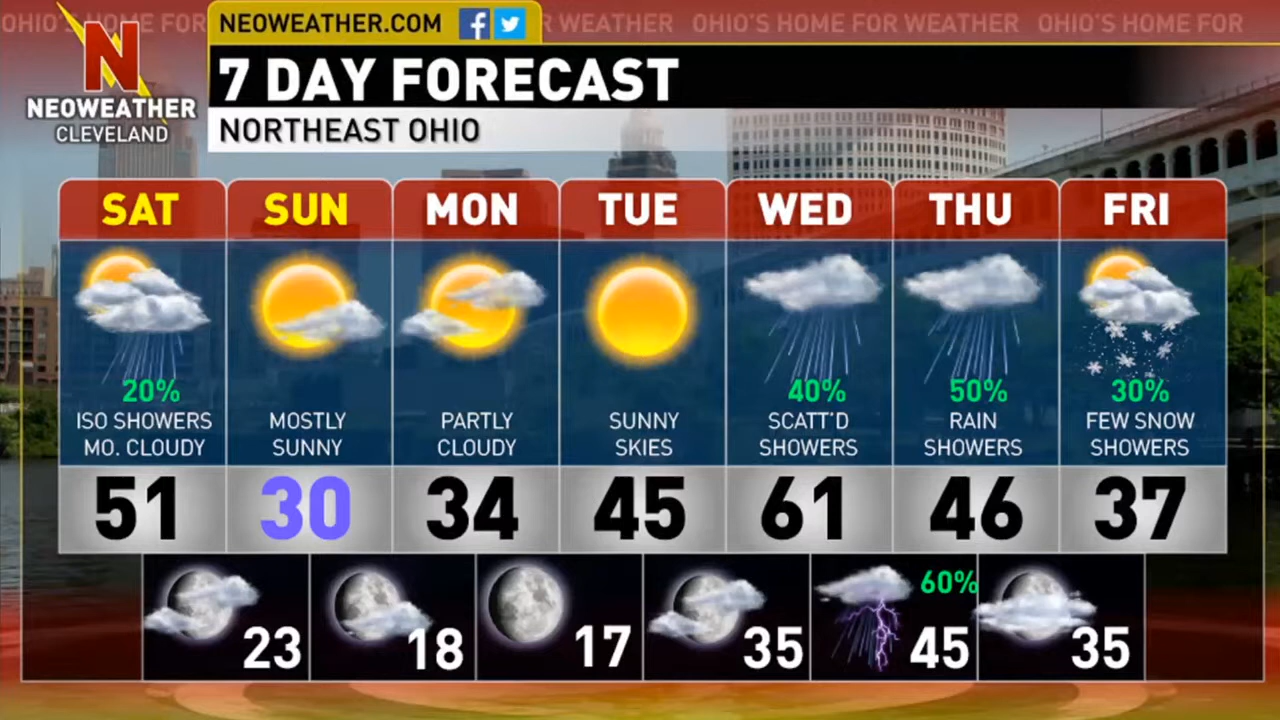 OHIO'S HOME FOR WEATHER OHIO'S HOME FOR WEATHER OHIO'S HOME FOR
NEOWEATHER.COM
N
NEOWEATHER
CLEVELAND
7 DAY FORECAST
NORTHEAST OHIO
SAT SUN MON TUE WED THU FRI
20% 40% 50% 30%
ISO SHOWERS MOSTLY PARTLY SUNNY SCATT'D RAIN FEW SNOW
MO. CLOUDY SUNNY CLOUDY SKIES SHOWERS SHOWERS SHOWERS
51 30 34 45 61 46 37
60%
23 18 17 35 45 35